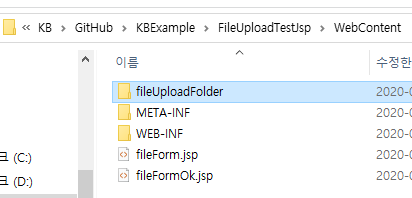 KB > GitHub > KBExample > FileUploadTestJsp > WebContent
이름
수정한
fileUploadFolder
2020-0
META-INF
2020-0
WEB-INF
2020-0
fileForm.jsp
2020-0
fileFormOk.jsp
2020-0
크 (C:)
크 (D:)